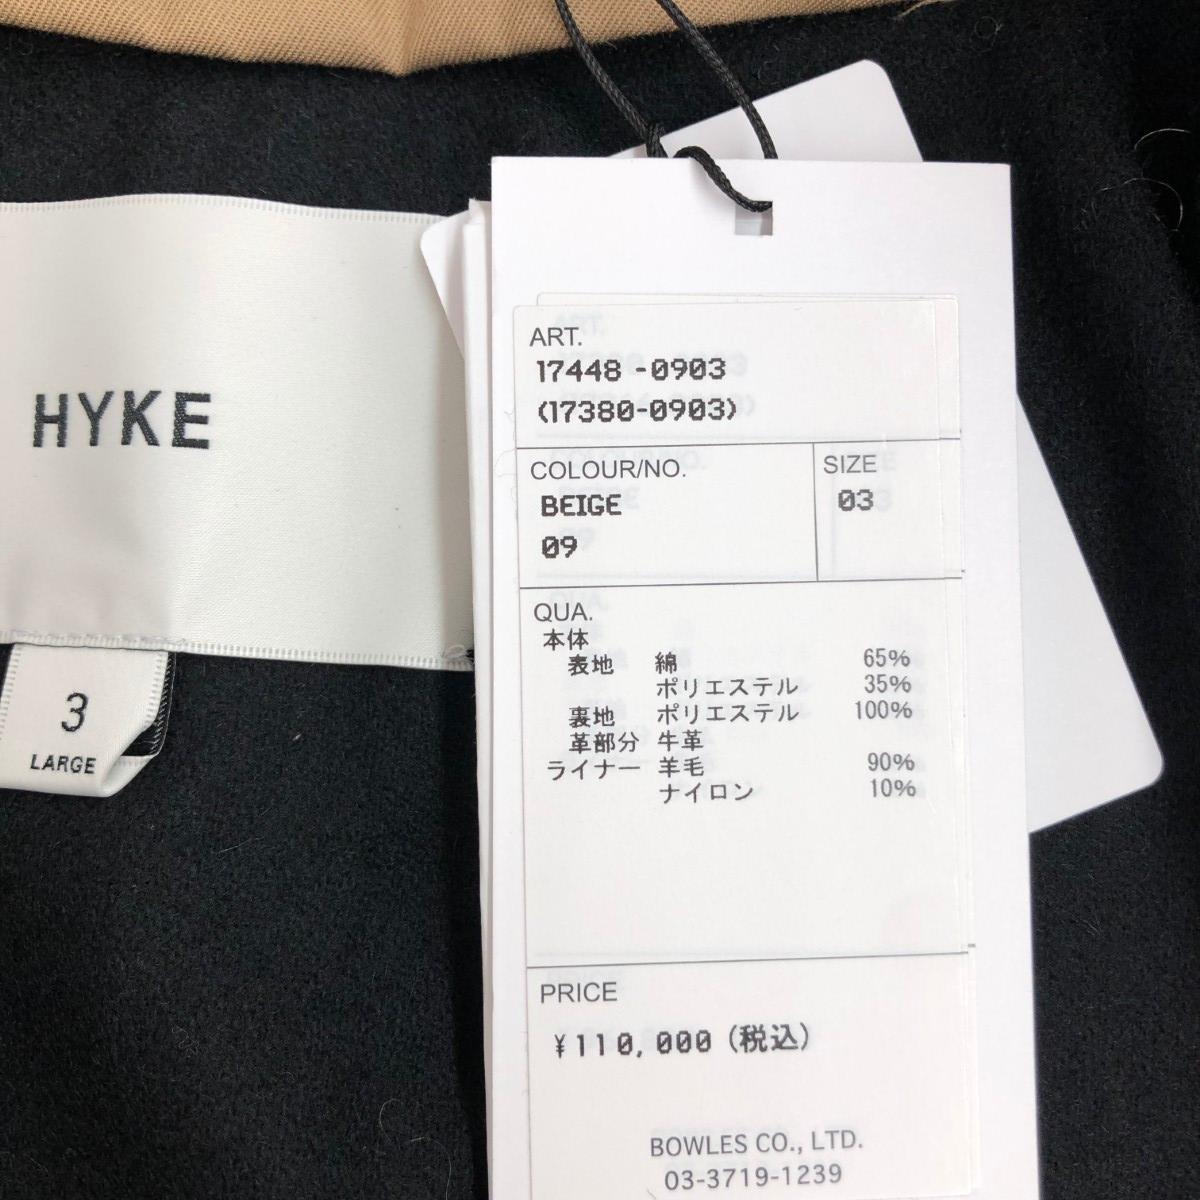 HYKE
3
LARGE
ART.
17448 -0903
(17380-0903)
COLOUR/NO.
BEIGE
09
SIZE
03
QUA.
本体
表地 綿 65%
ポリエステル 35%
裏地 ポリエステル 100%
革部分 牛革
ライナー 羊毛 90%
ナイロン 10%
PRICE
¥110,000 (税込)
BOWLES CO., LTD.
03-3719-1239